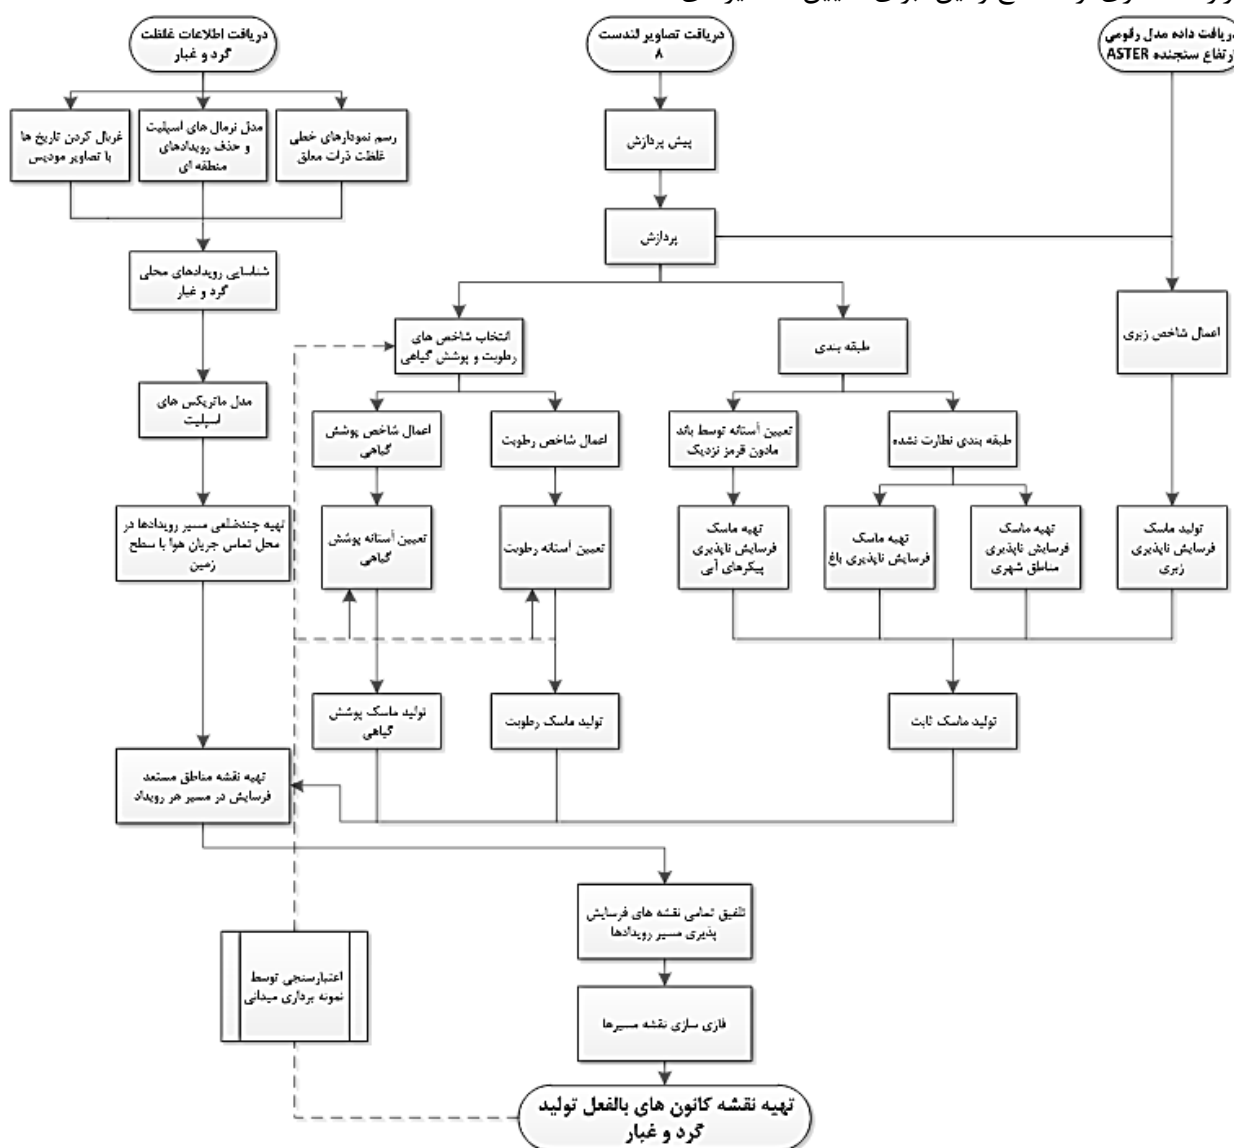 دریافت اطلاعات غلظت
گرد و غبار
دریافت تصاویر لندست
۸
دریافت داده مدل رقومی
ارتفاع سنجنده ASTER
غربال کردن تاریخ ها
با تصاویر مودیس
مدل نرمال های اسپلیت
و حذف رویدادهای
منطقه ای
رسم نمودارهای خطی
غلظت ذرات معلق
پیش پردازش
پردازش
شناسایی رویدادهای محلی
گرد و غبار
انتخاب شاخص های
رطوبت و پوشش گیاهی
طبقه بندی
اعمال شاخص زبری
مدل ماتریکس های
اسپلیت
اعمال شاخص پوشش
گیاهی
اعمال شاخص رطوبت
تعیین آستانه توسط باند
مادون قرمز نزدیک
طبقه بندی نظارت نشده
تهیه چندضلعی مسیر رویدادها در
محل تماس جریان هوا با سطح
زمین
تعیین آستانه پوشش
گیاهی
تعیین آستانه رطوبت
تهیه ماسک
فرسایش ناپذیری
پیکرهای آبی
تهیه ماسک
فرسایش ناپذیری باغ
تهیه ماسک
فرسایش ناپذیری
مناطق شهری
تولید ماسک
فرسایش ناپذیری
زبری
تولید ماسک پوشش
گیاهی
تولید ماسک رطوبت
تولید ماسک ثابت
تهیه نقشه مناطق مستعد
فرسایش در مسیر هر رویداد
تلفیق تمامی نقشه های فرسایش
پذیری مسیر رویدادها
اعتبارسنجی توسط
نمونه برداری میدانی
فازی سازی نقشه مسیرها
تهیه نقشه کانون های بالفعل تولید
گرد و غبار